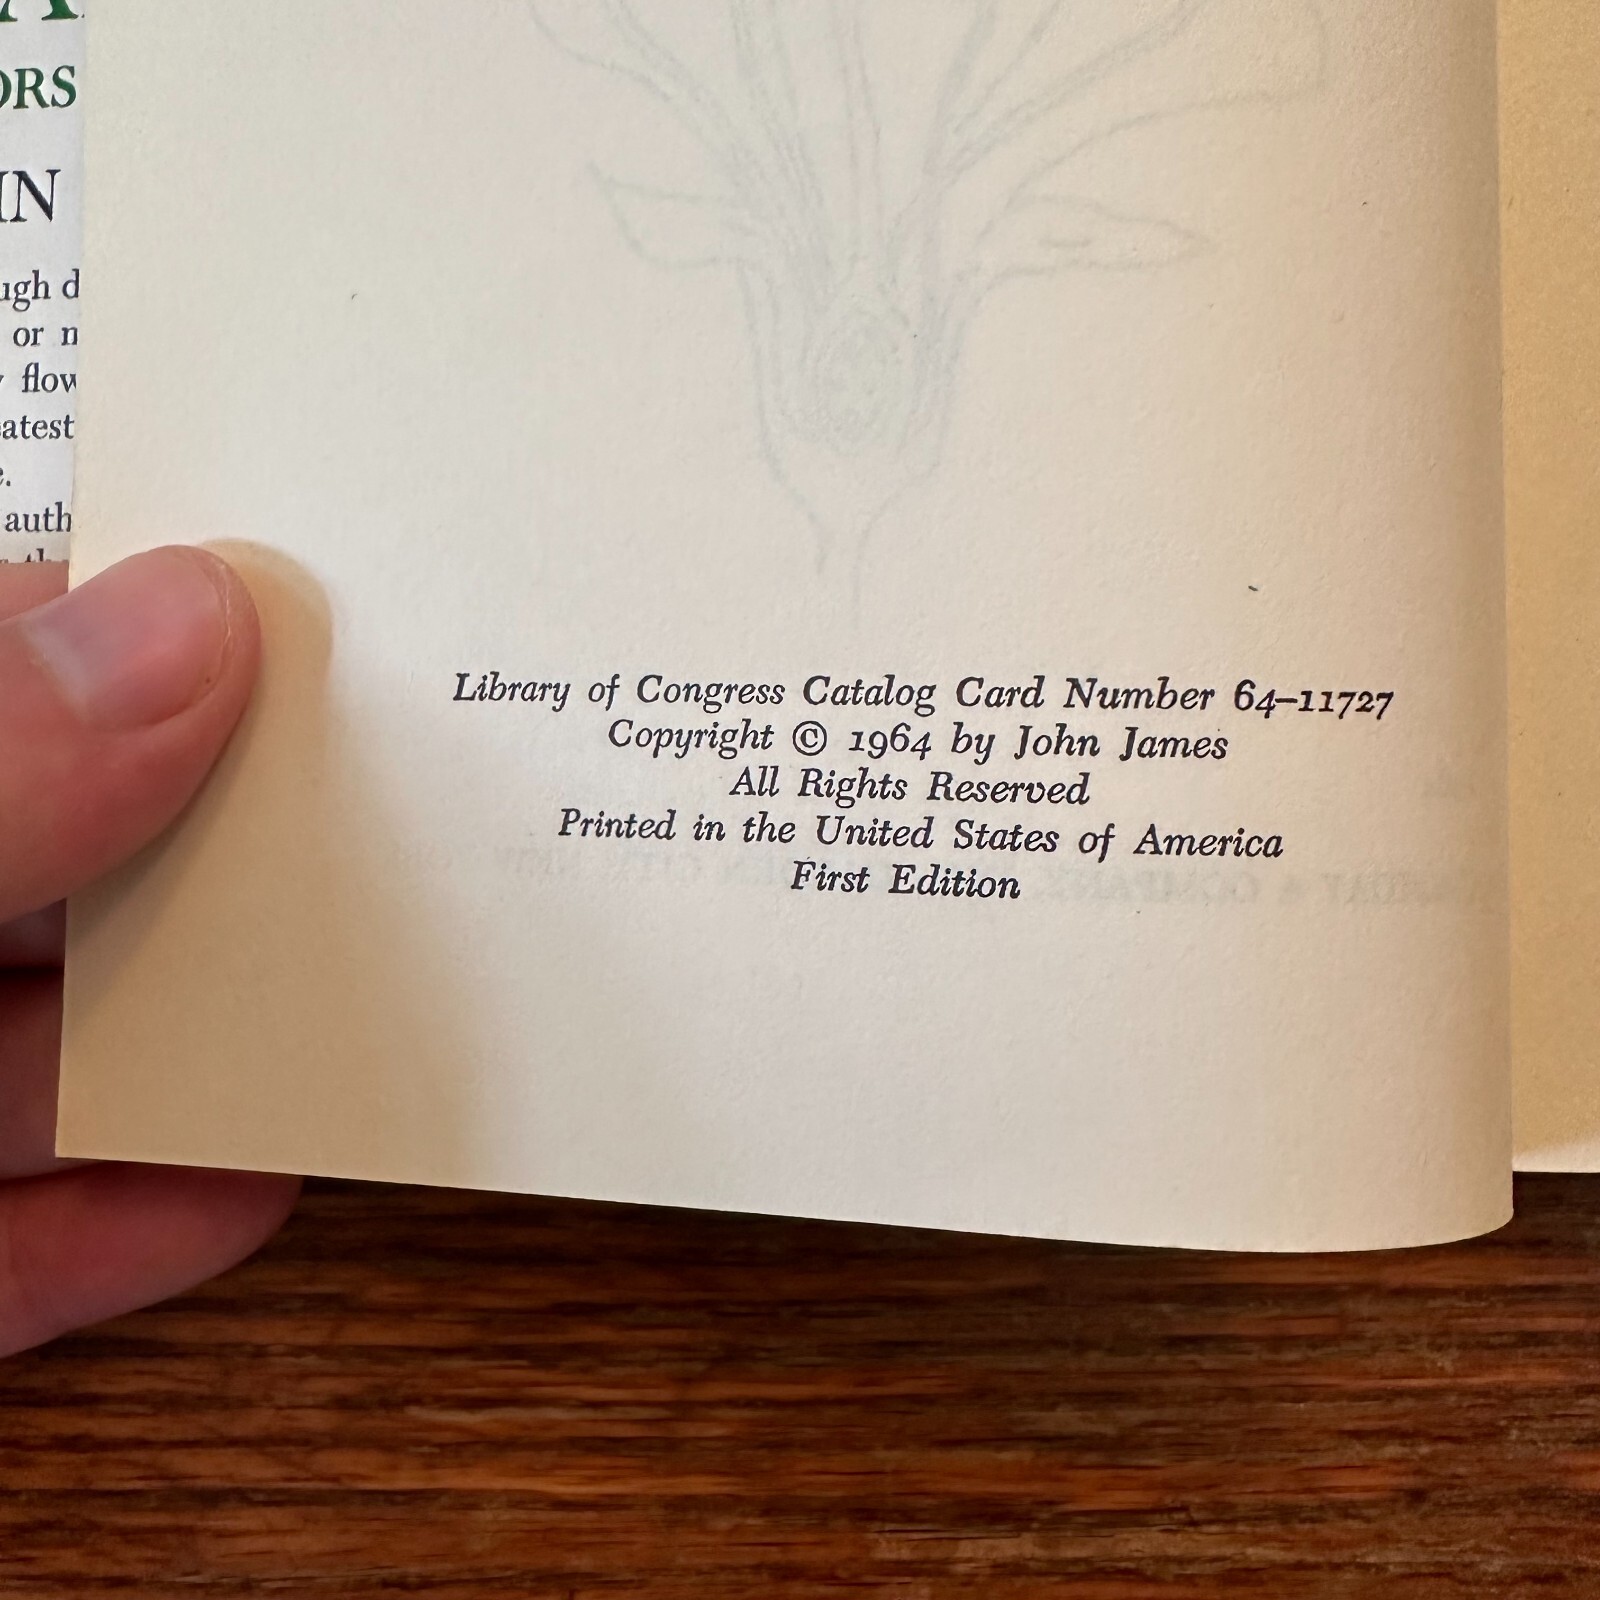 ORS
IN
ugh d
or n
flow
atest
e.
auth
Library of Congress Catalog Card Number 64–11727
Copyright © 1964 by John James
All Rights Reserved
Printed in the United States of America
First Edition